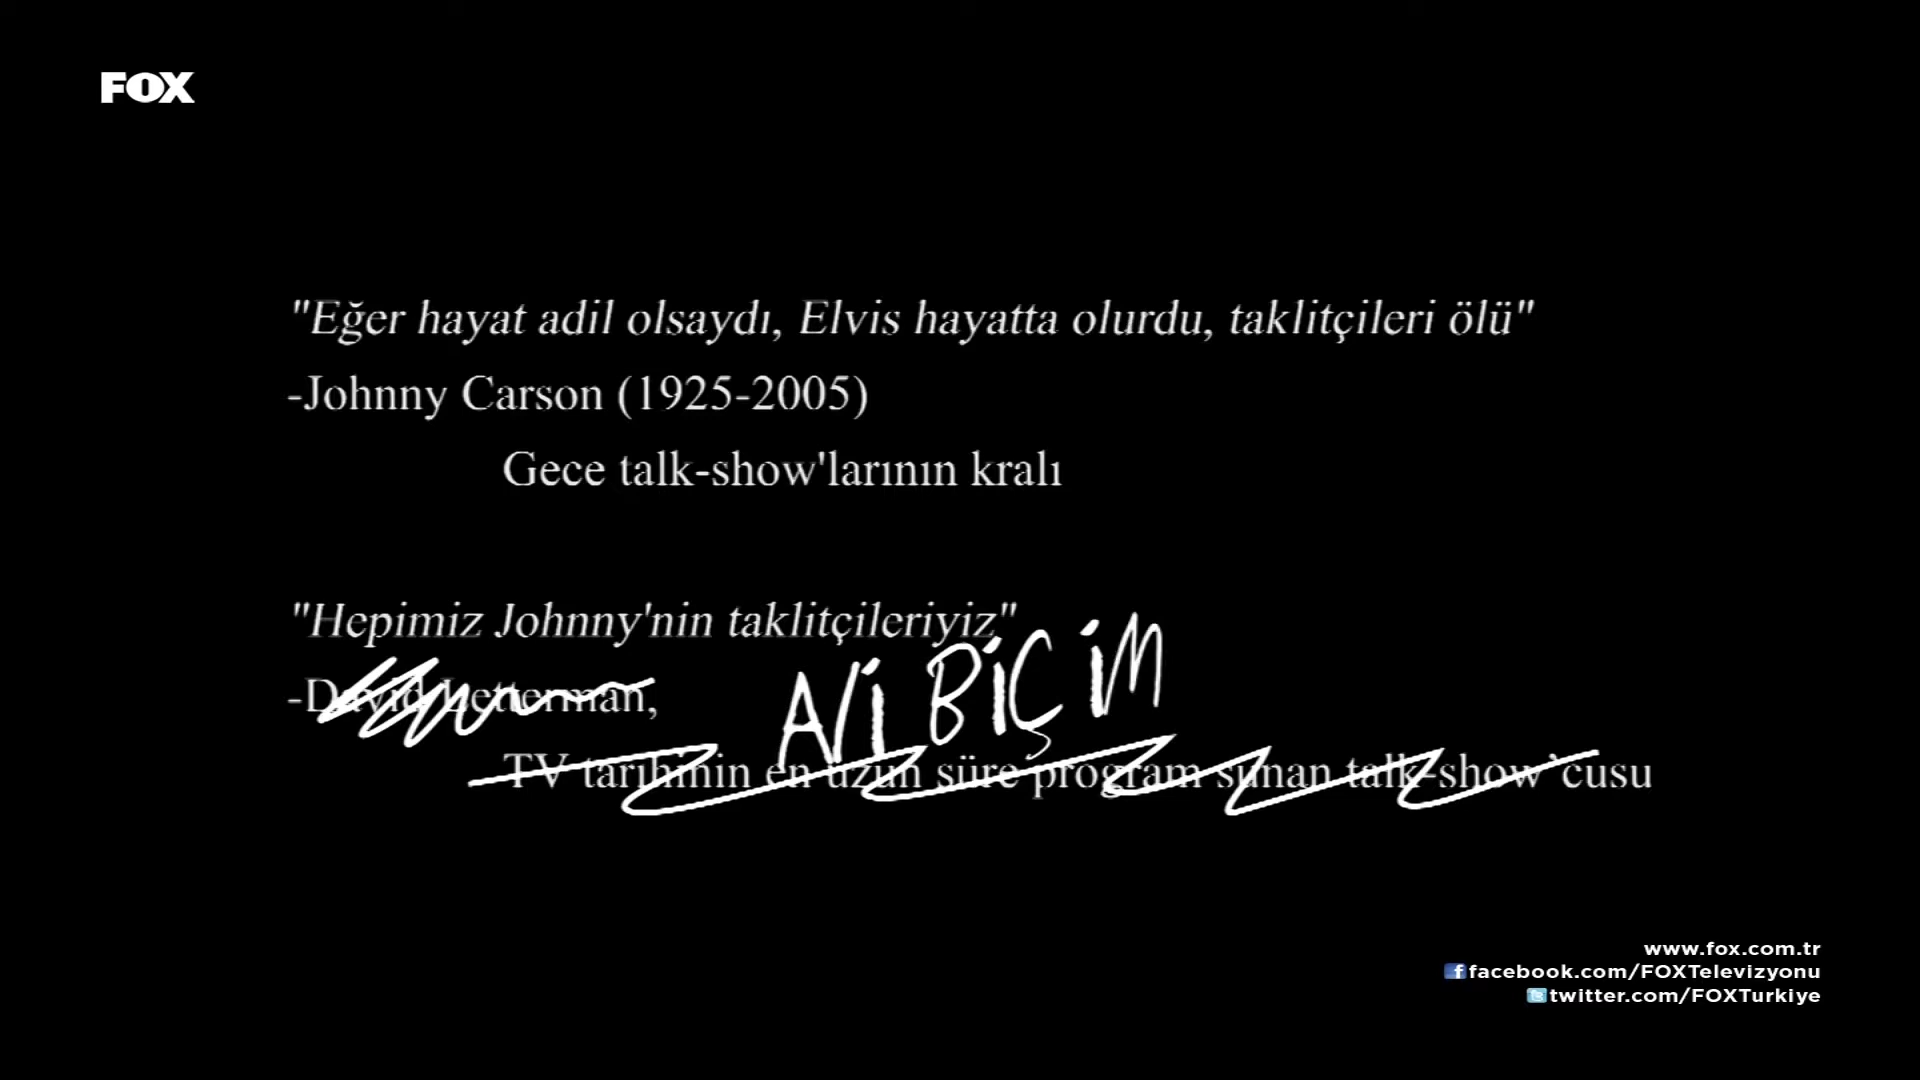 FOX
"Eğer hayat adil olsaydı, Elvis hayatta olurdu, taklitçileri ölü"
-Johnny Carson (1925-2005)
Gece talk-show'larının kralı
"Hepimiz Johnny'nin taklitçileriyiz"
-David Letterman,
BİÇİM
TV tarihinin en uzun süre program sunan talk-show'cusu
www.fox.com.tr
facebook.com/FOXTelevizyonu
twitter.com/FOXTurkiye